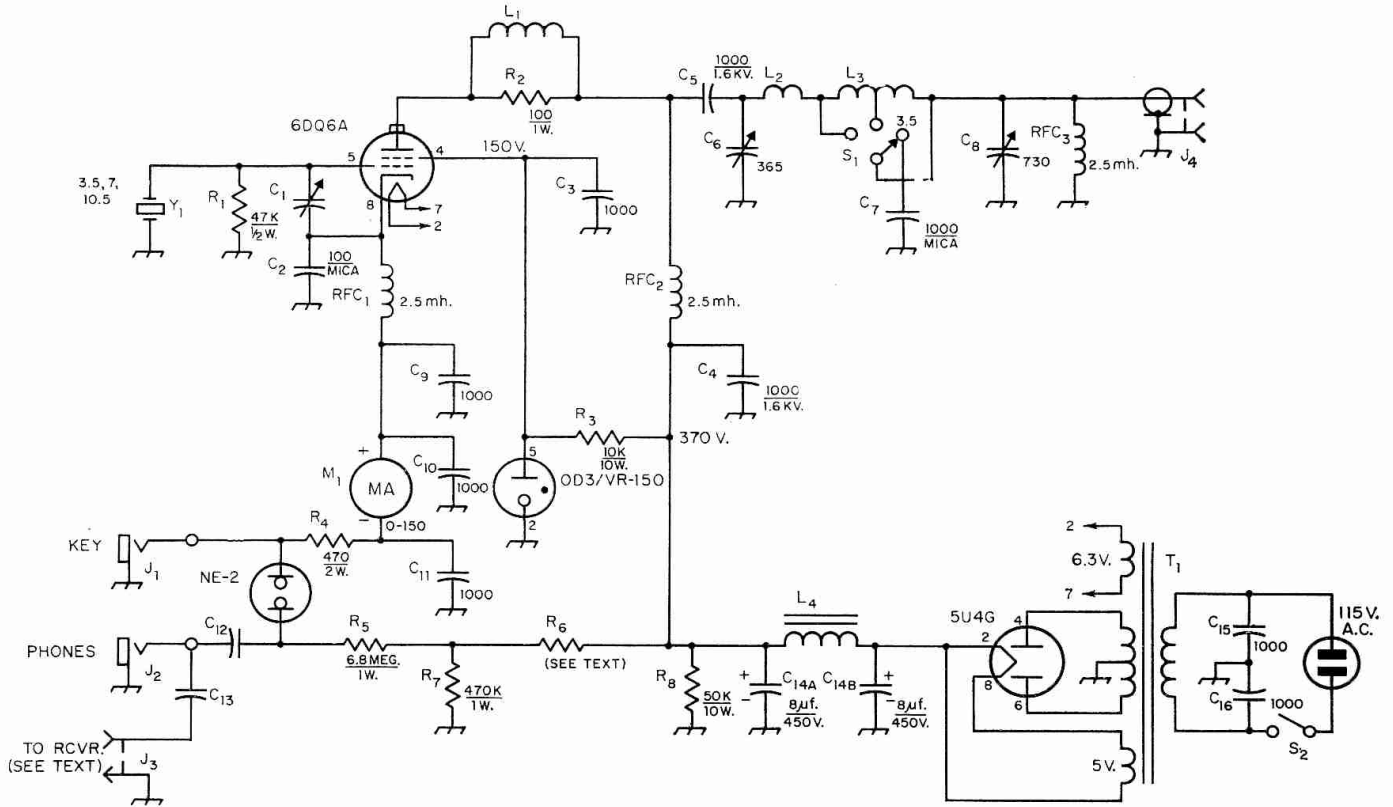 L1
R2
100
1W.
6DQ6A
5
4
8
7
2
150 V.
3.5, 7,
10.5
Y1
R1
47K
1/2 W.
C1
C2
100
MICA
RFC1
2.5mh.
C3
1000
C5
1000
1.6KV.
L2
L3
C6
365
S1
3.5
C7
1000
MICA
C8
730
RFC3
2.5mh.
J4
RFC2
2.5mh.
C9
1000
C4
1000
1.6KV.
C10
1000
R3
10K
10W.
370 V.
5
OD3/VR-150
2
M1
+
MA
-
0-150
KEY
J1
R4
470
2W.
NE-2
C11
1000
PHONES
J2
C12
C13
R5
6.8 MEG.
1W.
R6
(SEE TEXT)
R7
470K
1W.
TO RCVR.
(SEE TEXT)
J3
R8
50K
10W.
L4
+
-
C14A
8µf.
450V.
C14B
+
-
8µf.
450V.
5U4G
2
4
8
6
2
6.3V.
7
T1
5V.
C15
1000
C16
1000
S2
115V.
A.C.